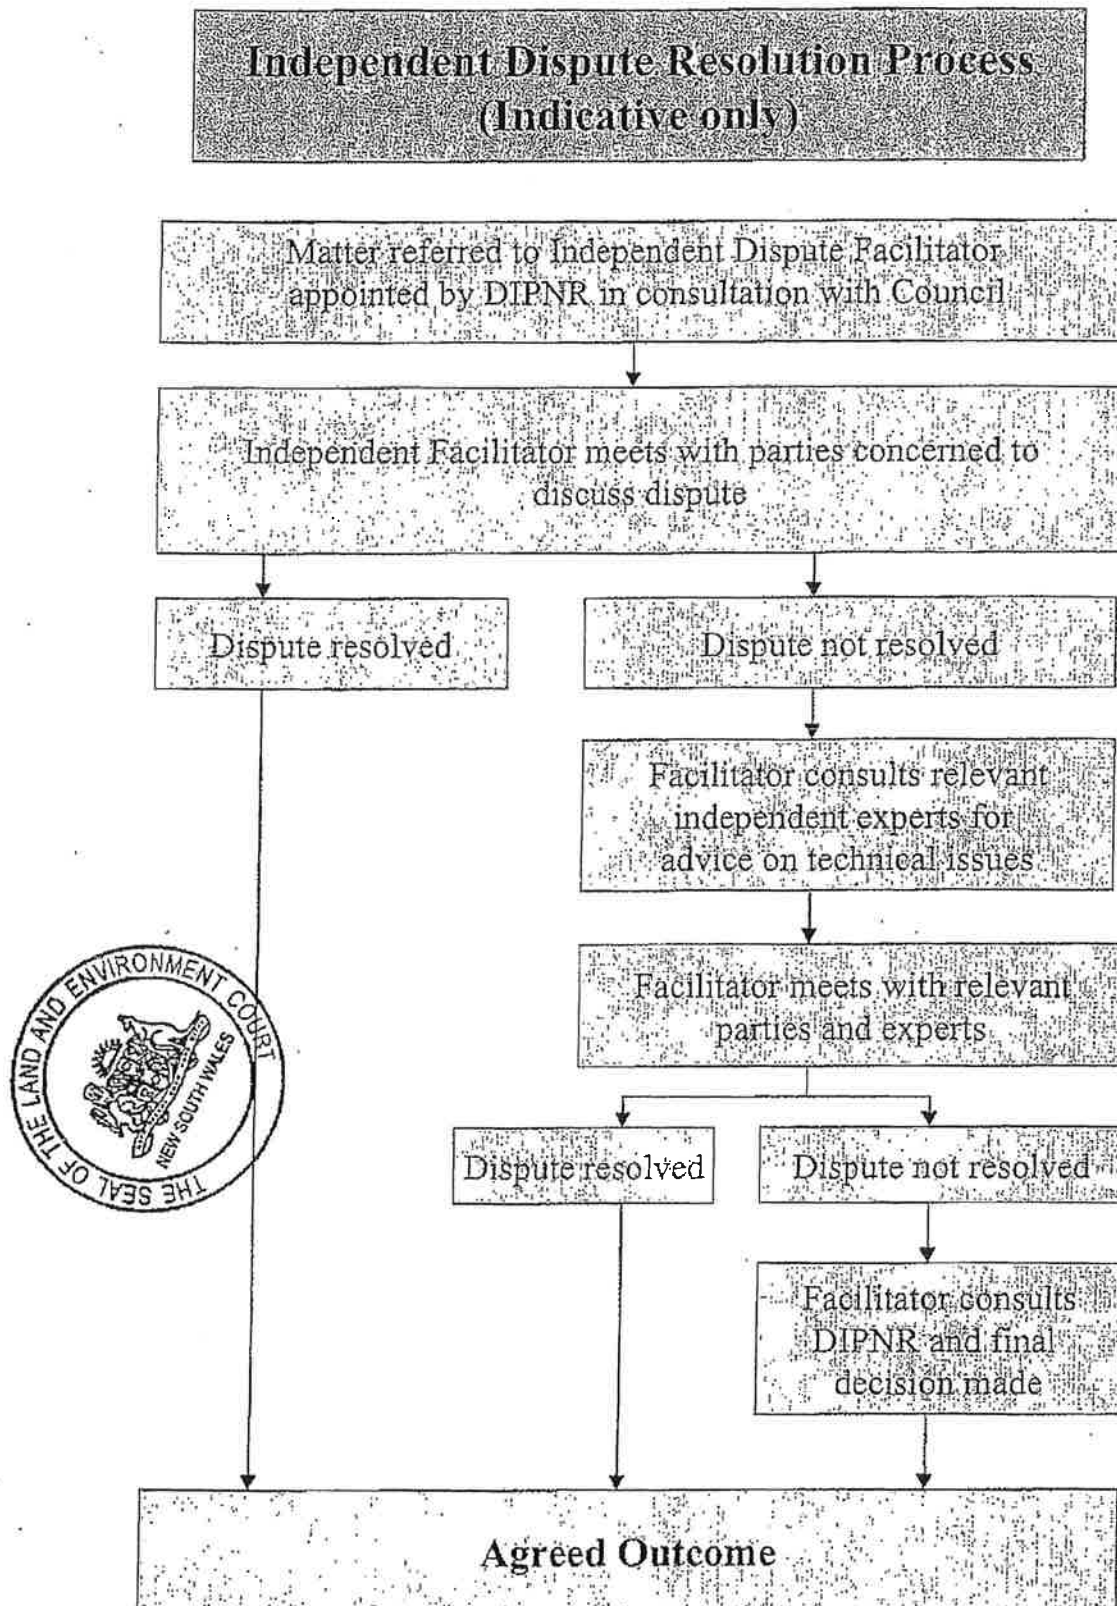 Independent Dispute Resolution Process
(Indicative only)
Matter referred to Independent Dispute Facilitator
appointed by DIPNR in consultation with Council
Independent Facilitator meets with parties concerned to
discuss dispute
Dispute resolved
Dispute not resolved
Facilitator consults relevant
independent experts for
advice on technical issues
Facilitator meets with relevant
parties and experts
THE SEAL OF THE LAND AND ENVIRONMENT COURT
NEW SOUTH WALES
Dispute resolved
Dispute not resolved
Facilitator consults
DIPNR and final
decision made
Agreed Outcome